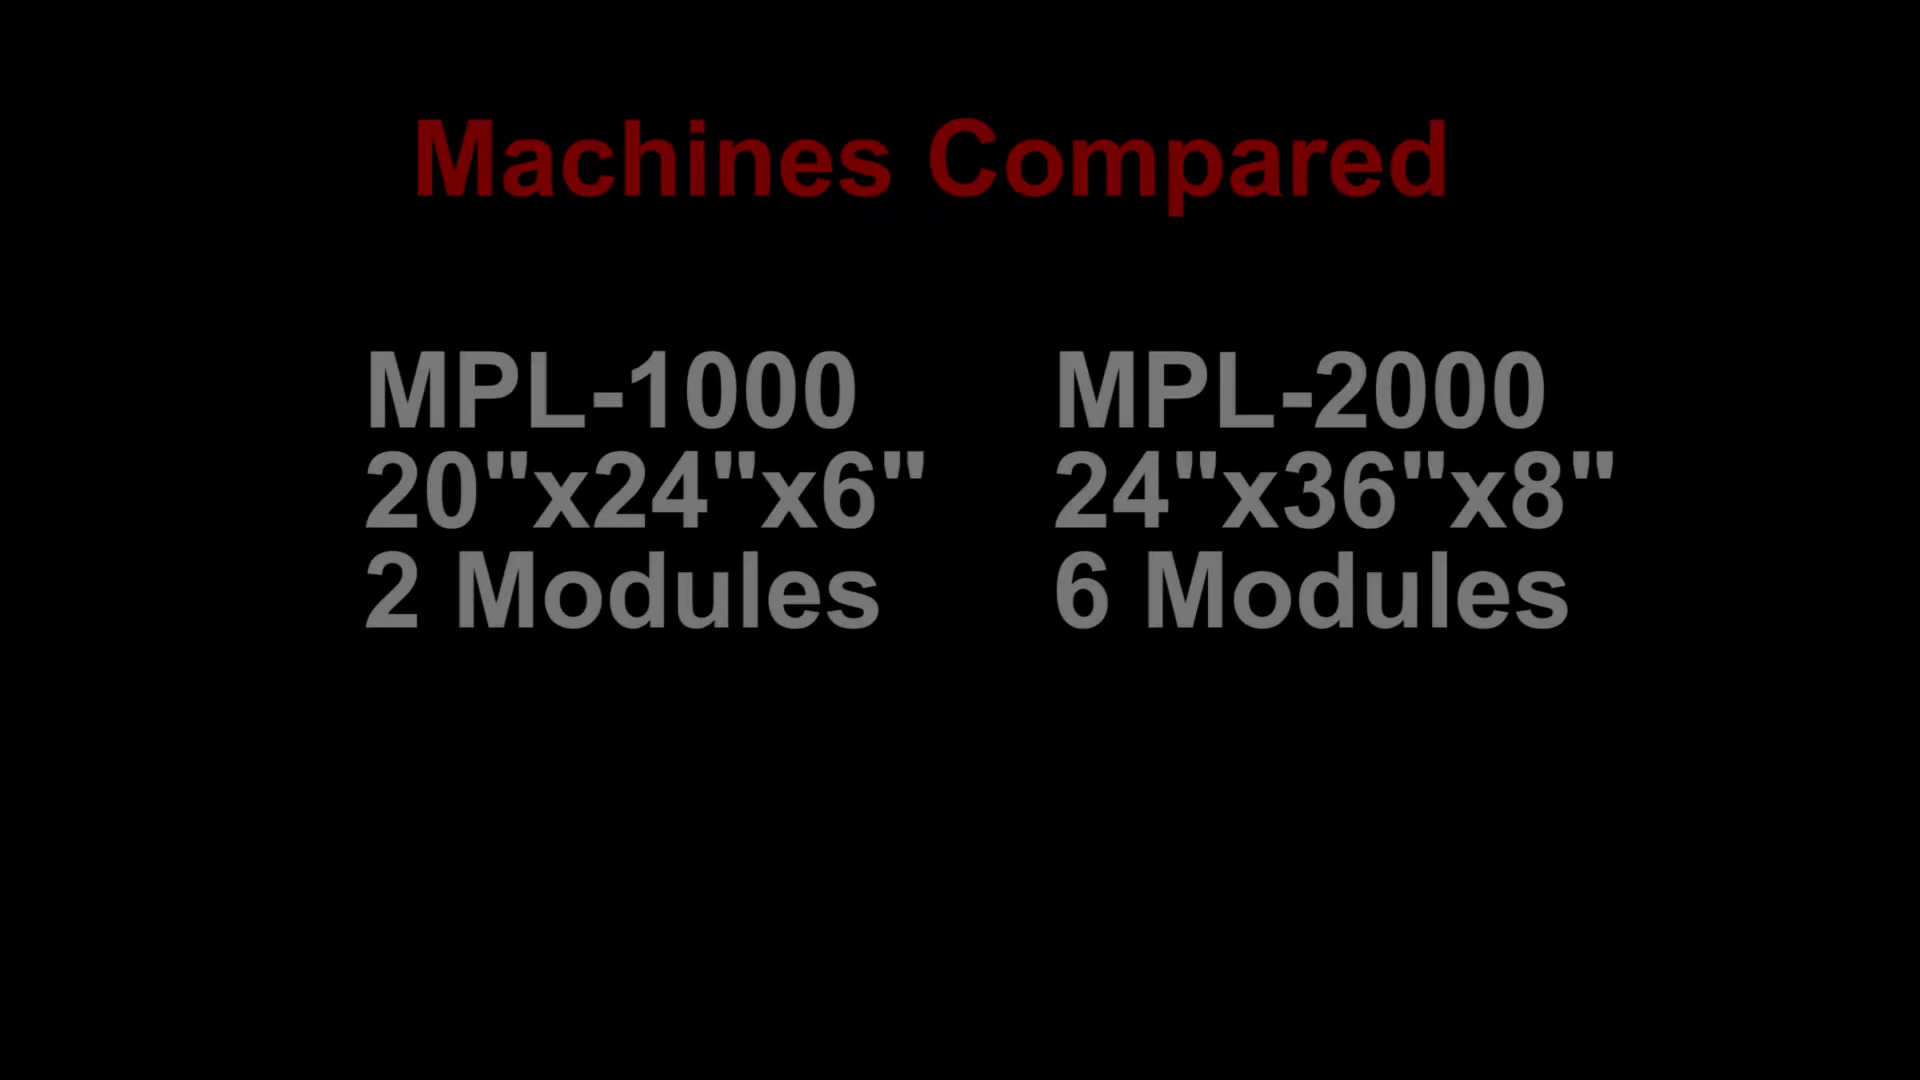 Machines Compared
MPL-1000
20"x24"x6"
2 Modules
MPL-2000
24"x36"x8"
6 Modules